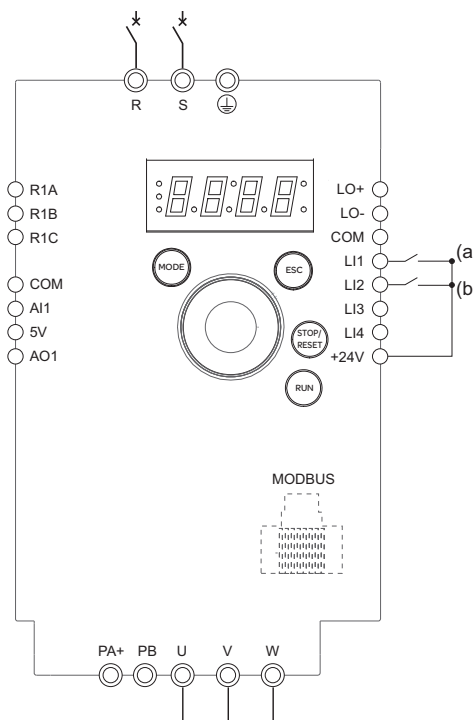 R S
R1A
R1B
R1C
COM
AI1
5V
AO1
MODE
ESC
STOP/
RESET
RUN
LO+
LO-
COM
LI1 (a
LI2 (b
LI3
LI4
+24V
MODBUS
PA+ PB U V W